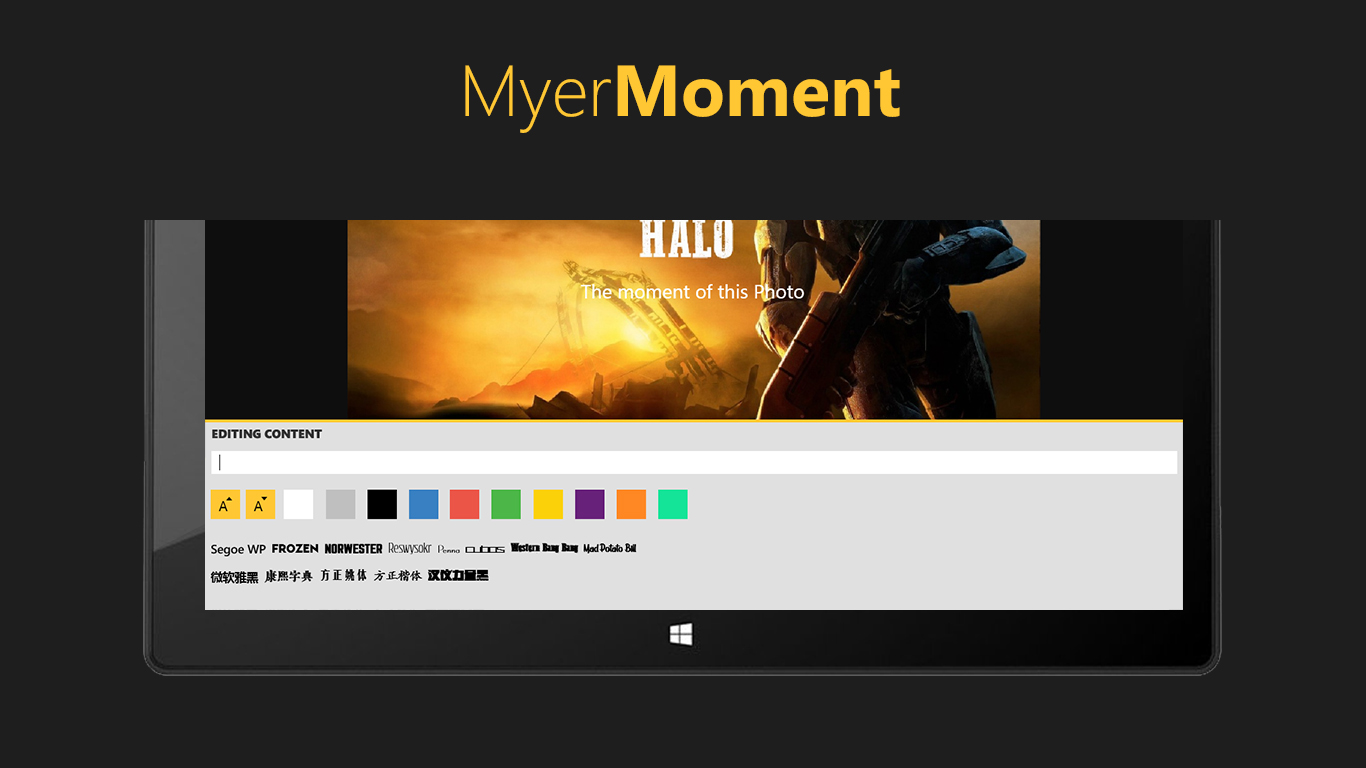 MyerMoment
HALO
The moment of this Photo
EDITING CONTENT
A A
Segoe WP FROZEN NORWESTER Reswysokr Penna cubos Western Bang Bang Mad Potato Bill
微软雅黑 康熙字典 方正姚体 方正楷体 汉仪力量黑